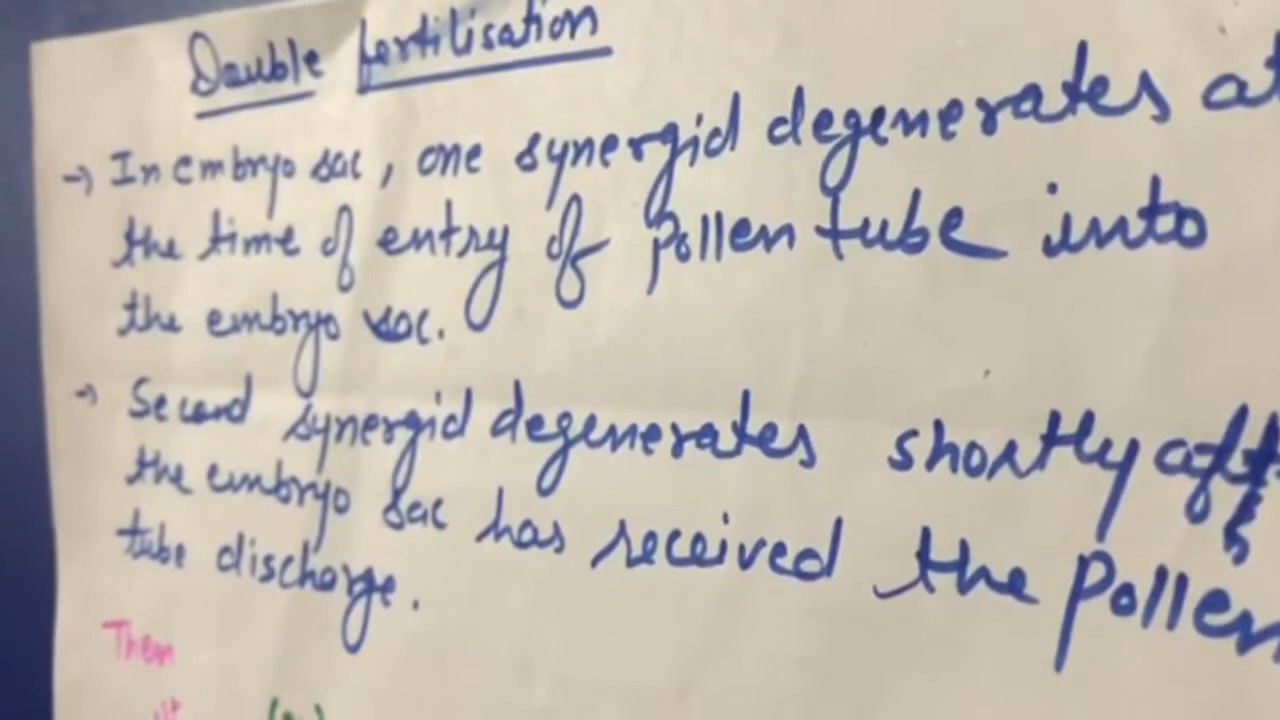 Double fertilisation
→ In embryo sac, one synergid degenerates at
the time of entry of pollen tube into
the embryo sac.
→ Second synergid degenerates shortly aft
the embryo sac has received the Pollen
tube discharge.
Then